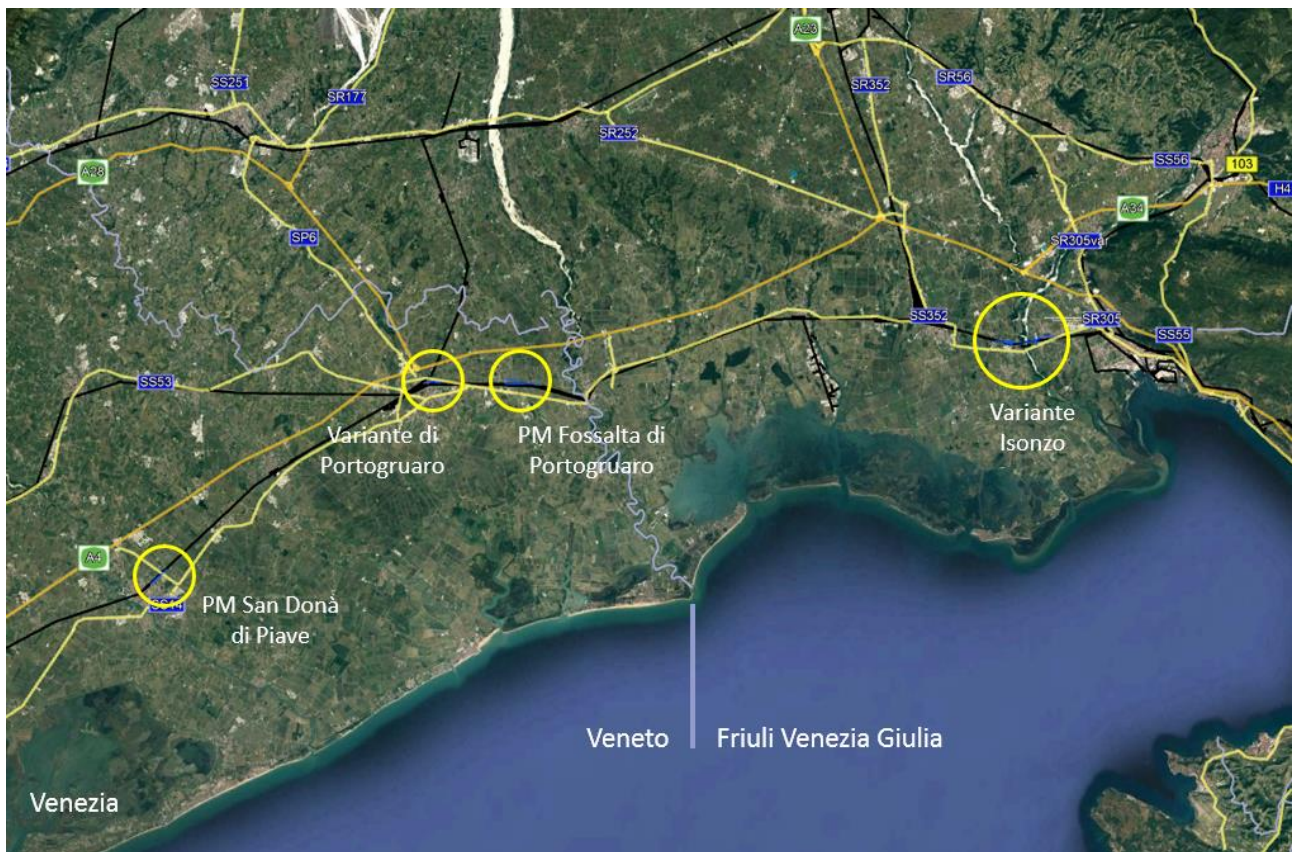 A23
SS251
SR177
SR352
SR56
SR252
SS56
103
H4
A28
A34
SP6
SR305var
SS352
SR305
SS55
SS53
Variante di
Portogruaro
PM Fossalta di
Portogruaro
Variante
Isonzo
A4
PM San Donà
di Piave
Veneto
Friuli Venezia Giulia
Venezia